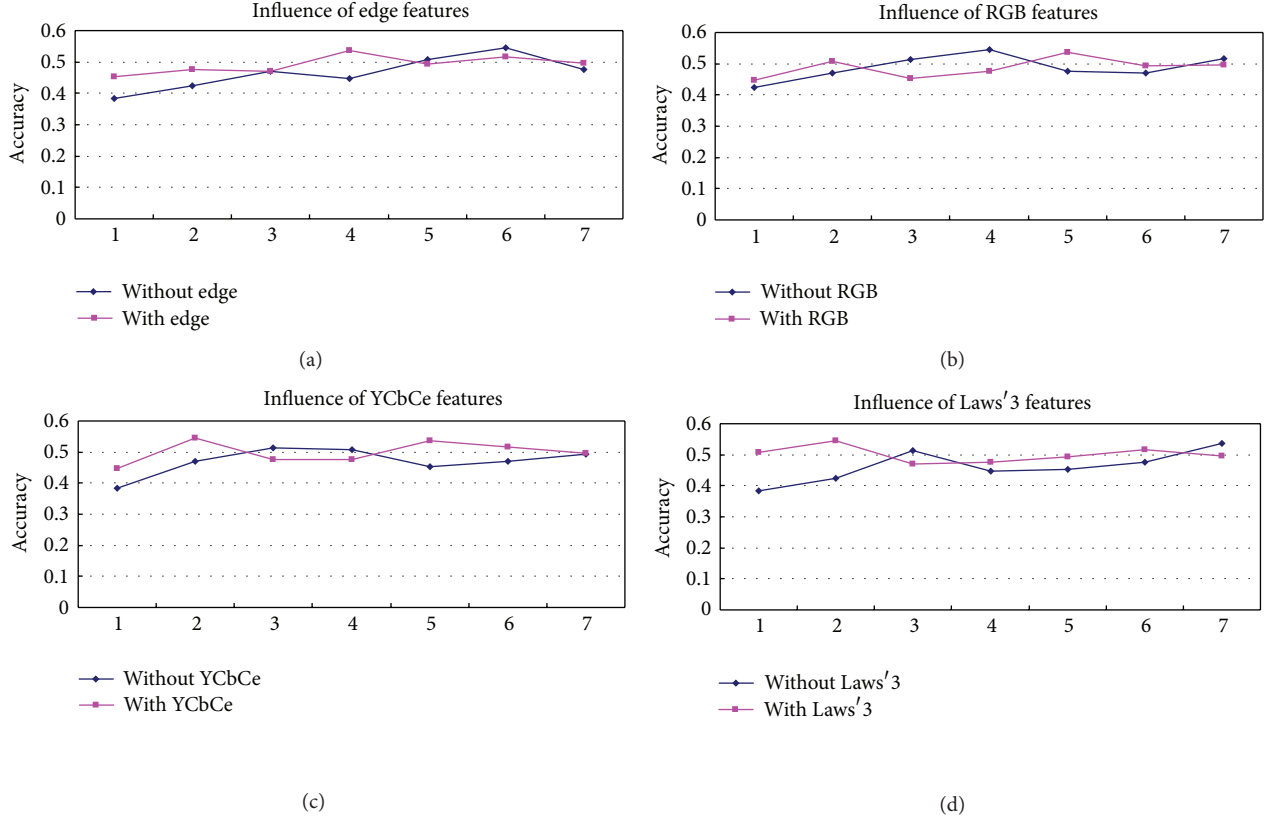 Influence of edge features
Accuracy
0.6
0.5
0.4
0.3
0.2
0.1
0
1 2 3 4 5 6 7
Without edge
With edge
(a)
Influence of RGB features
Accuracy
0.6
0.5
0.4
0.3
0.2
0.1
0
1 2 3 4 5 6 7
Without RGB
With RGB
(b)
Influence of YCbCe features
Accuracy
0.6
0.5
0.4
0.3
0.2
0.1
0
1 2 3 4 5 6 7
Without YCbCe
With YCbCe
(c)
Influence of Laws′3 features
Accuracy
0.6
0.5
0.4
0.3
0.2
0.1
0
1 2 3 4 5 6 7
Without Laws′3
With Laws′3
(d)